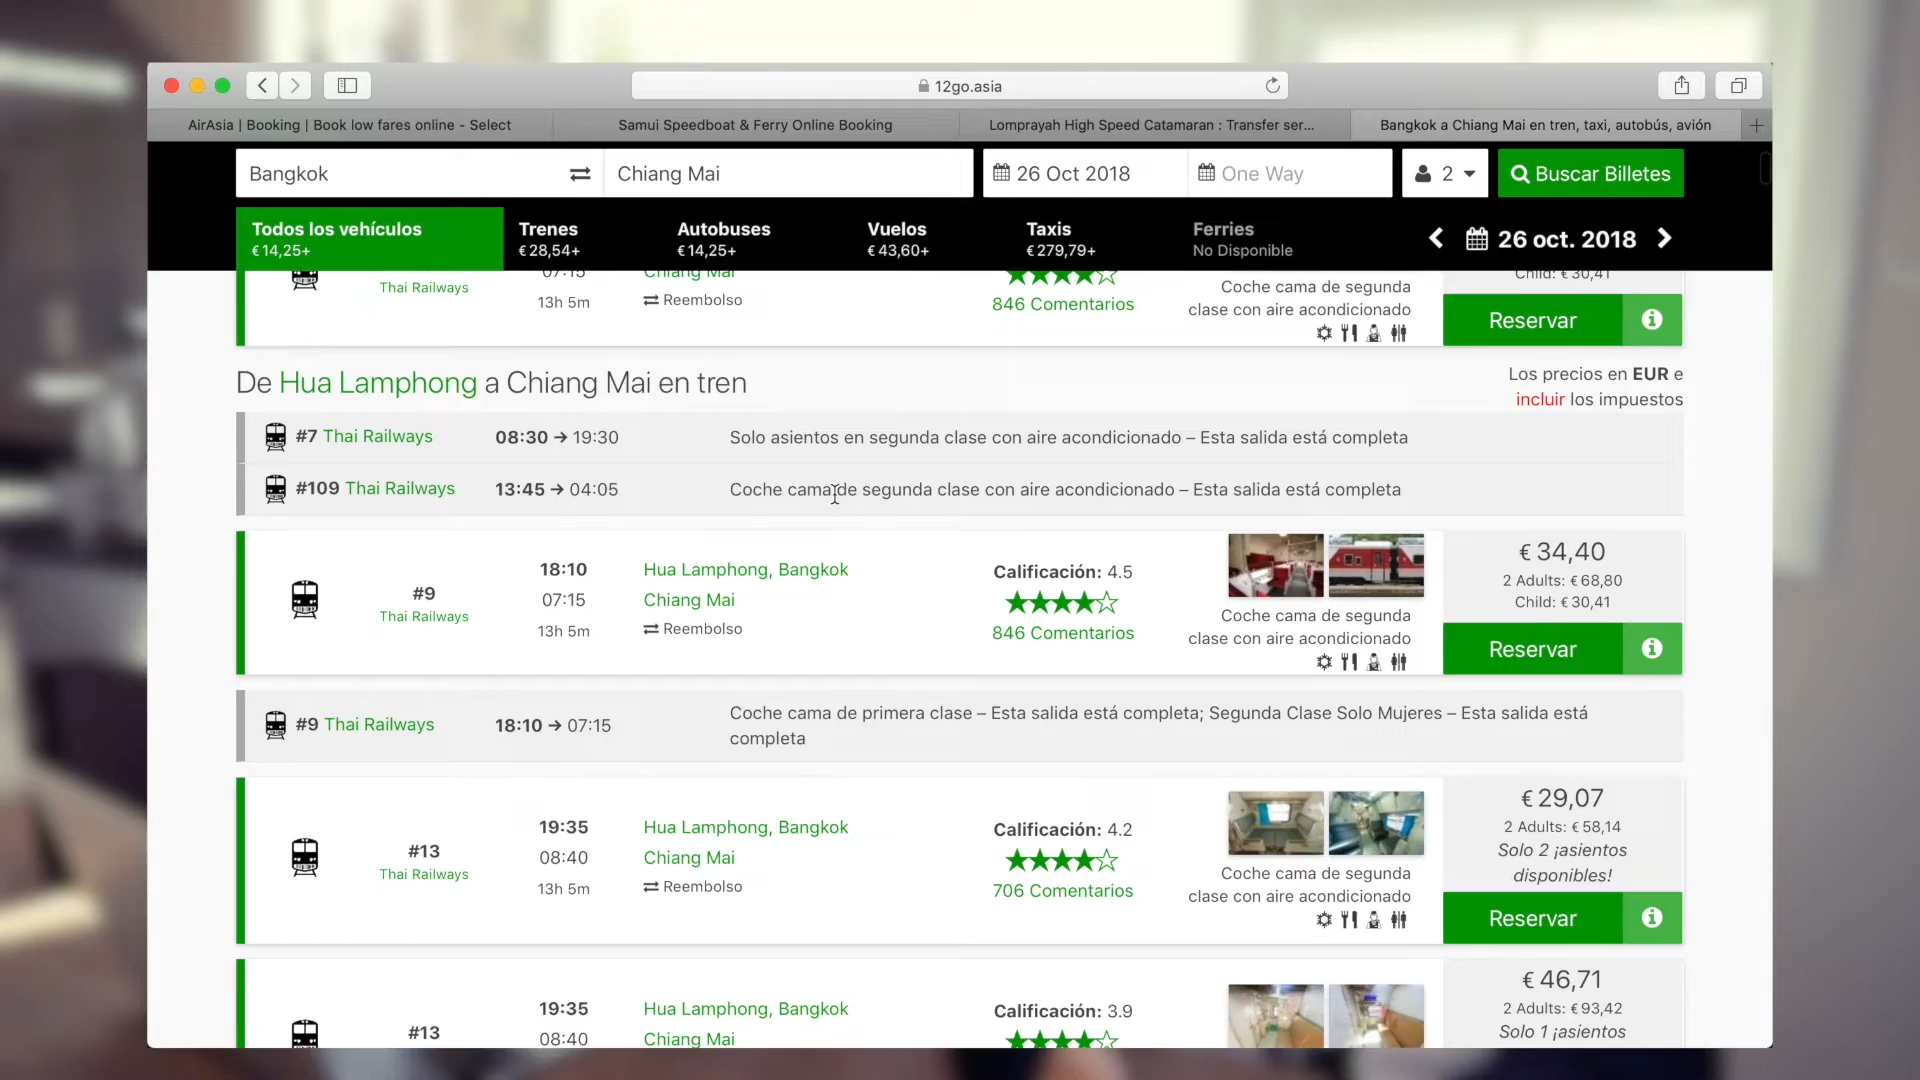 12go.asia
AirAsia | Booking | Book low fares online - Select
Samui Speedboat & Ferry Online Booking
Lomprayah High Speed Catamaran : Transfer ser...
Bangkok a Chiang Mai en tren, taxi, autobús, avión
Bangkok
Chiang Mai
26 Oct 2018
One Way
2
Buscar Billetes
Todos los vehículos
€ 14,25+
Trenes
€ 28,54+
Autobuses
€ 14,25+
Vuelos
€ 43,60+
Taxis
€ 279,79+
Ferries
No Disponible
26 oct. 2018
Thai Railways
07:15
13h 5m
Chiang Mai
Reembolso
846 Comentarios
Coche cama de segunda
clase con aire acondicionado
Child: € 30,41
Reservar
De Hua Lamphong a Chiang Mai en tren
Los precios en EUR e
incluir los impuestos
#7 Thai Railways 08:30 → 19:30 Solo asientos en segunda clase con aire acondicionado – Esta salida está completa
#109 Thai Railways 13:45 → 04:05 Coche cama de segunda clase con aire acondicionado – Esta salida está completa
#9
Thai Railways
18:10
07:15
13h 5m
Hua Lamphong, Bangkok
Chiang Mai
Reembolso
Calificación: 4.5
846 Comentarios
Coche cama de segunda
clase con aire acondicionado
€ 34,40
2 Adults: € 68,80
Child: € 30,41
Reservar
#9 Thai Railways 18:10 → 07:15 Coche cama de primera clase – Esta salida está completa; Segunda Clase Solo Mujeres – Esta salida está
completa
#13
Thai Railways
19:35
08:40
13h 5m
Hua Lamphong, Bangkok
Chiang Mai
Reembolso
Calificación: 4.2
706 Comentarios
Coche cama de segunda
clase con aire acondicionado
€ 29,07
2 Adults: € 58,14
Solo 2 ¡asientos
disponibles!
Reservar
#13
19:35
08:40
Hua Lamphong, Bangkok
Chiang Mai
Calificación: 3.9
€ 46,71
2 Adults: € 93,42
Solo 1 ¡asientos